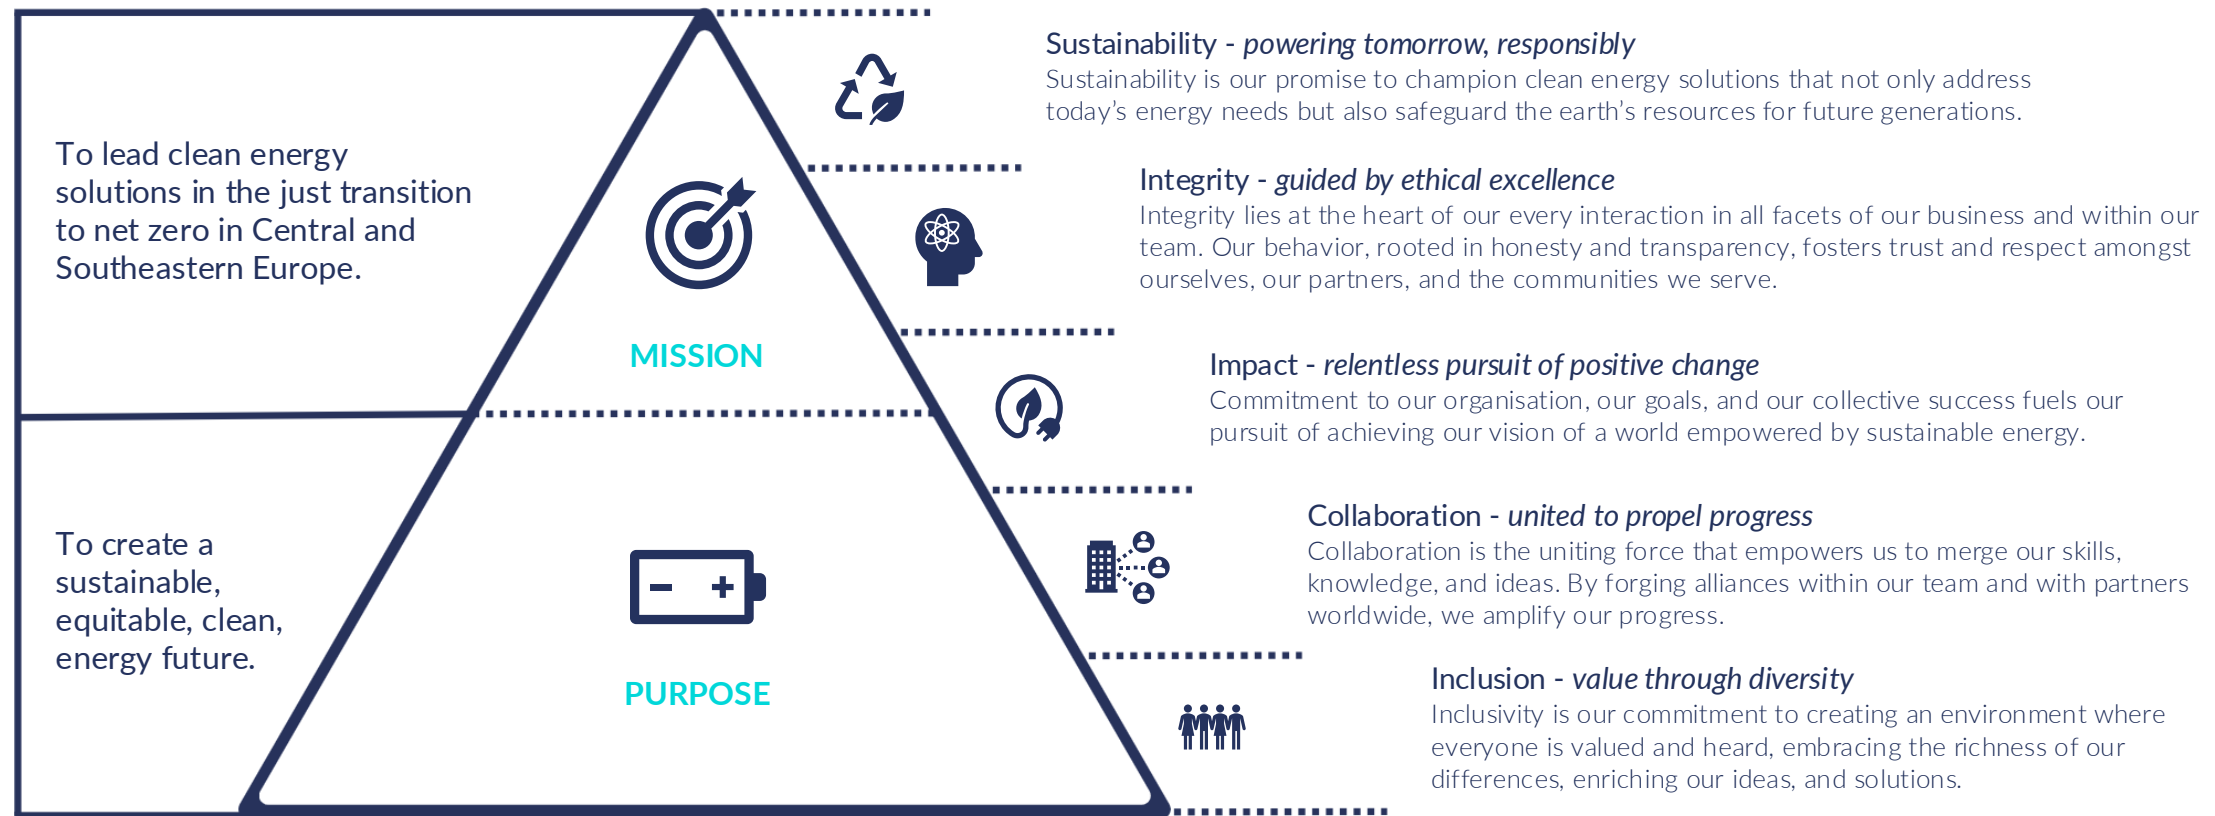 To lead clean energy
solutions in the just transition
to net zero in Central and
Southeastern Europe.
MISSION
To create a
sustainable,
equitable, clean,
energy future.
PURPOSE
Sustainability - powering tomorrow, responsibly
Sustainability is our promise to champion clean energy solutions that not only address
today’s energy needs but also safeguard the earth’s resources for future generations.
Integrity - guided by ethical excellence
Integrity lies at the heart of our every interaction in all facets of our business and within our
team. Our behavior, rooted in honesty and transparency, fosters trust and respect amongst
ourselves, our partners, and the communities we serve.
Impact - relentless pursuit of positive change
Commitment to our organisation, our goals, and our collective success fuels our
pursuit of achieving our vision of a world empowered by sustainable energy.
Collaboration - united to propel progress
Collaboration is the uniting force that empowers us to merge our skills,
knowledge, and ideas. By forging alliances within our team and with partners
worldwide, we amplify our progress.
Inclusion - value through diversity
Inclusivity is our commitment to creating an environment where
everyone is valued and heard, embracing the richness of our
differences, enriching our ideas, and solutions.